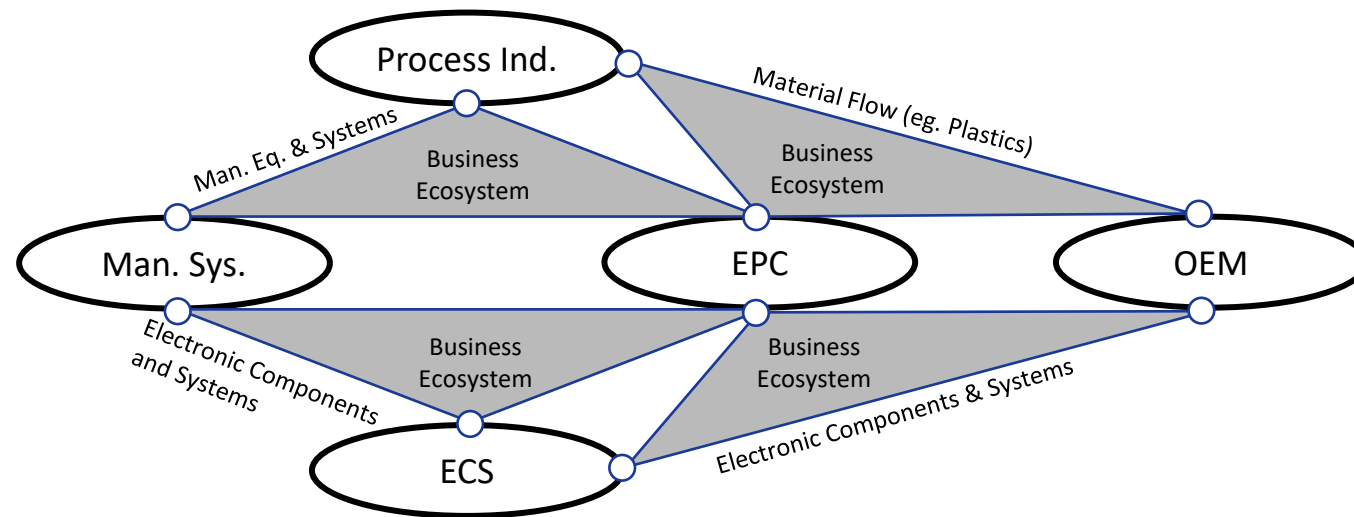 Process Ind.
Material Flow (eg. Plastics)
Man. Eq. & Systems
Business
Ecosystem
Business
Ecosystem
Man. Sys.
EPC
OEM
Electronic Components
and Systems
Business
Ecosystem
Business
Ecosystem
Electronic Components & Systems
ECS